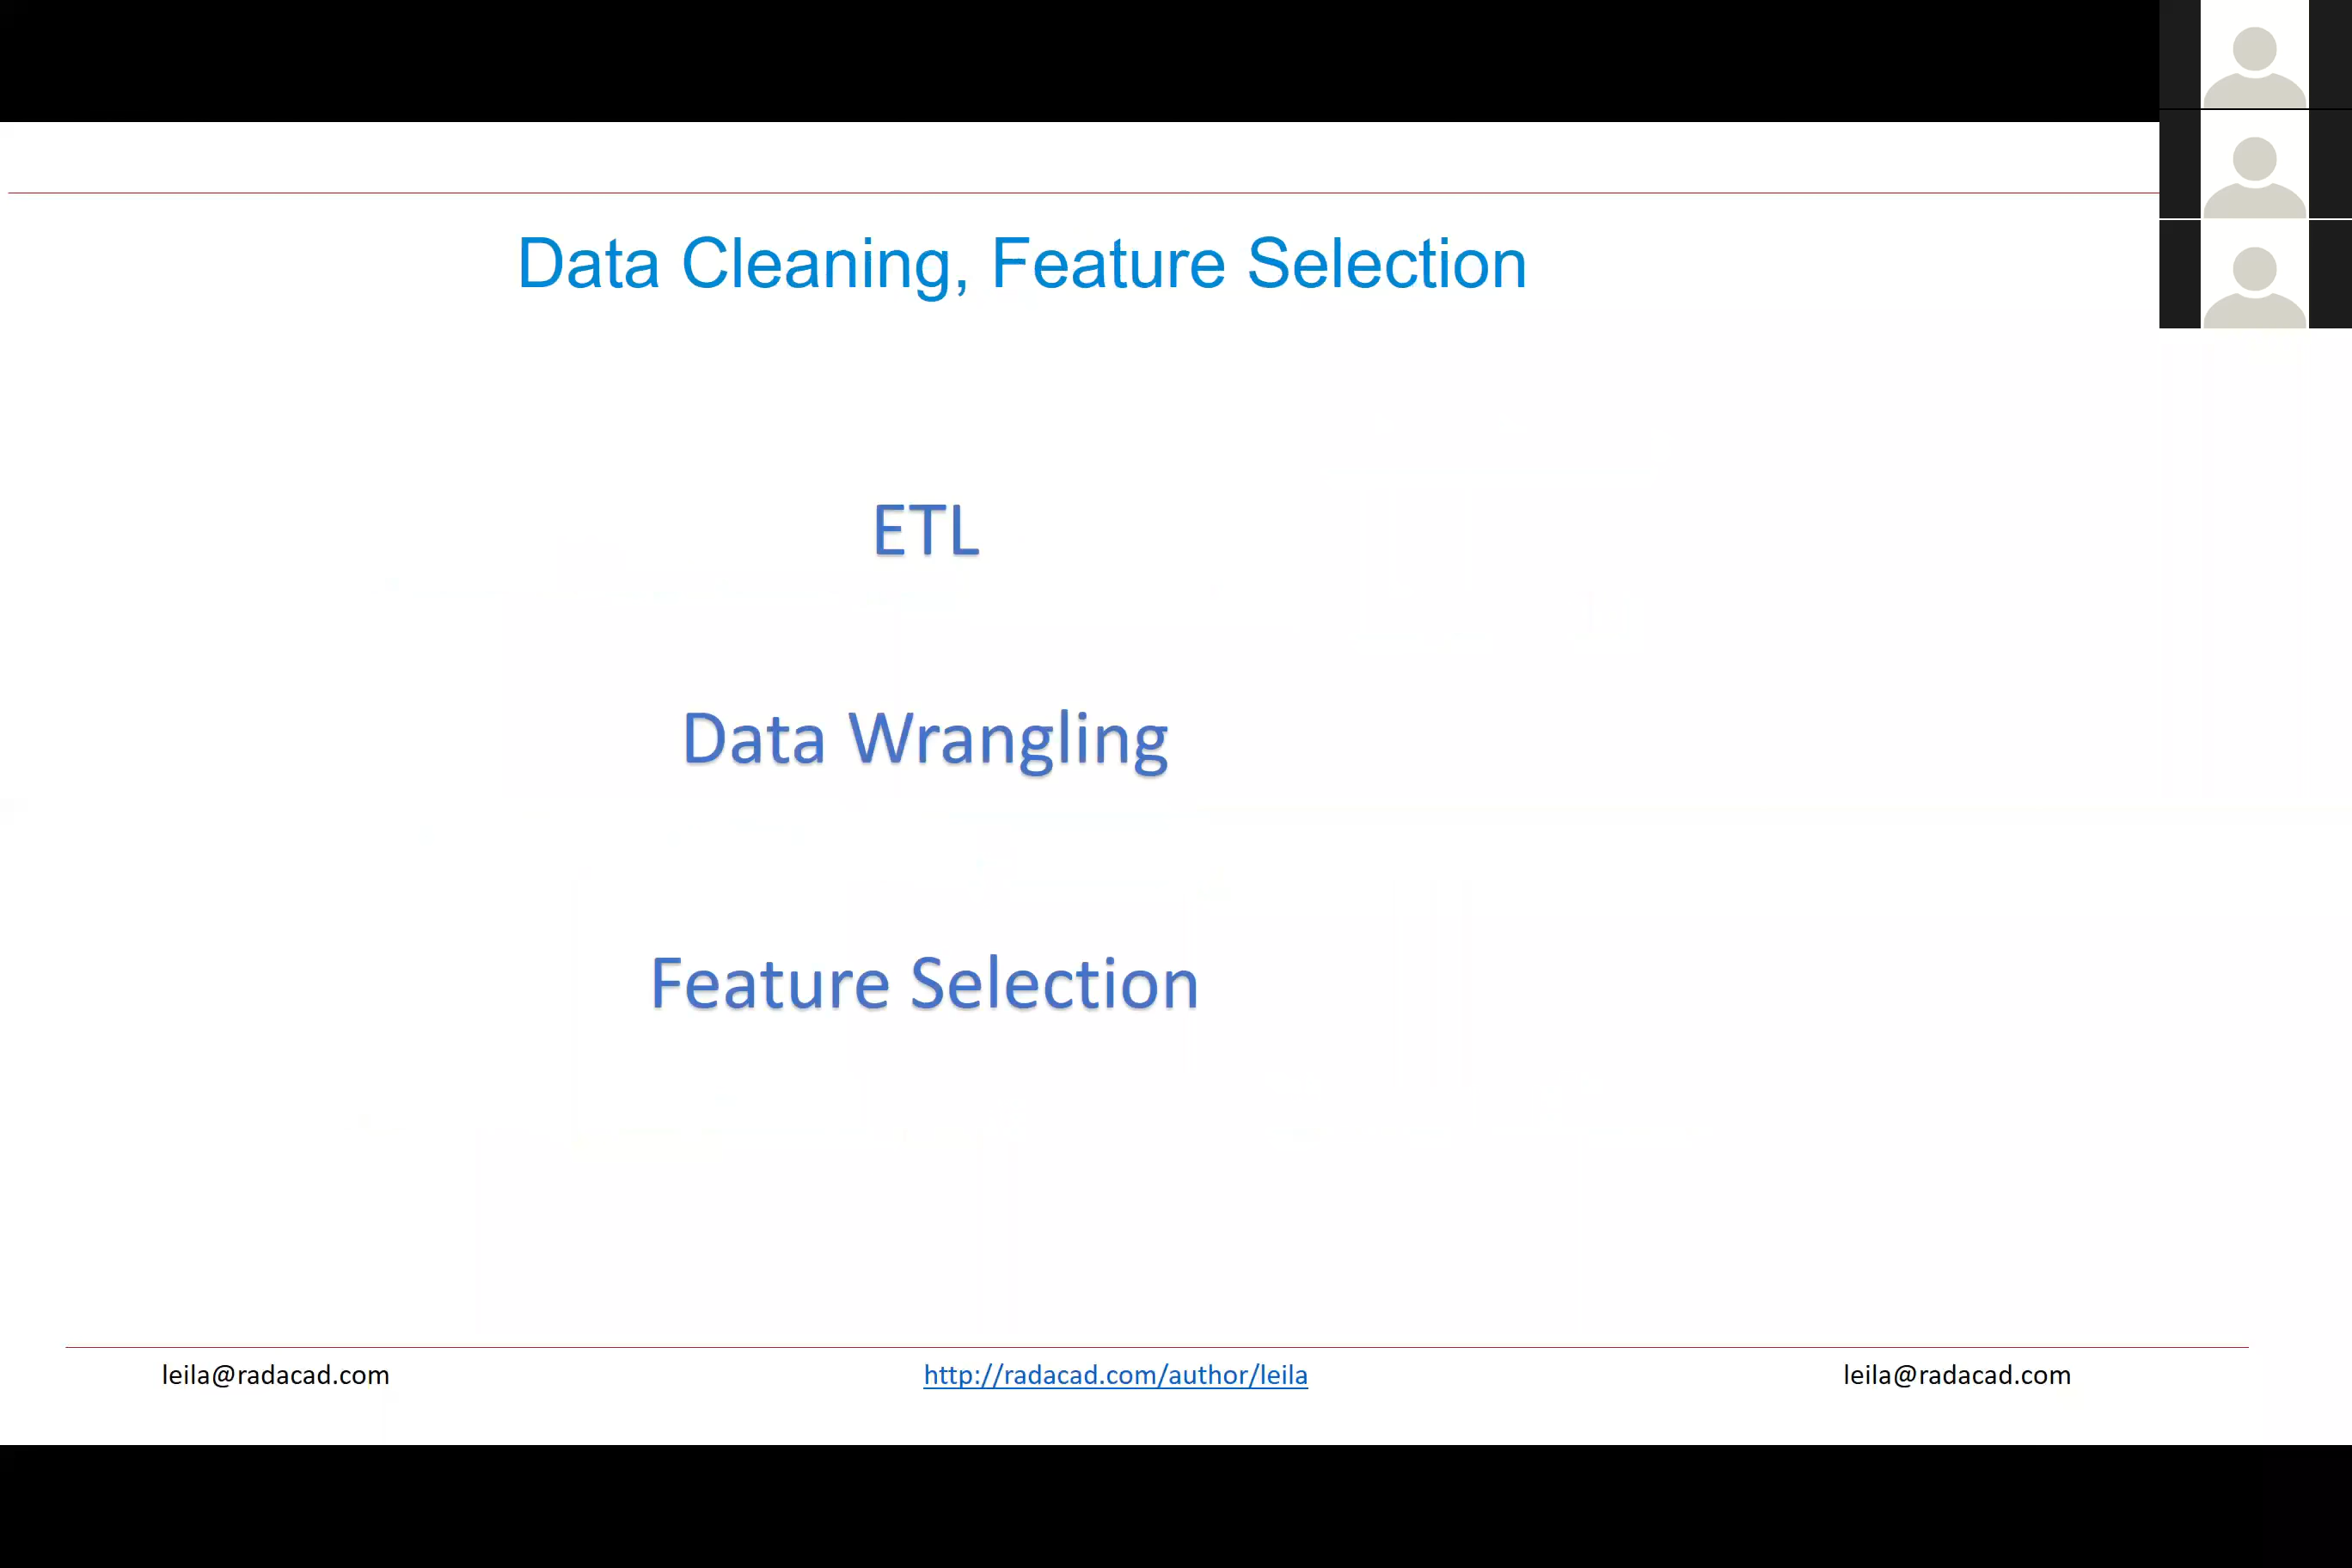 Data Cleaning, Feature Selection
ETL
Data Wrangling
Feature Selection
leila@radacad.com
http://radacad.com/author/leila
leila@radacad.com